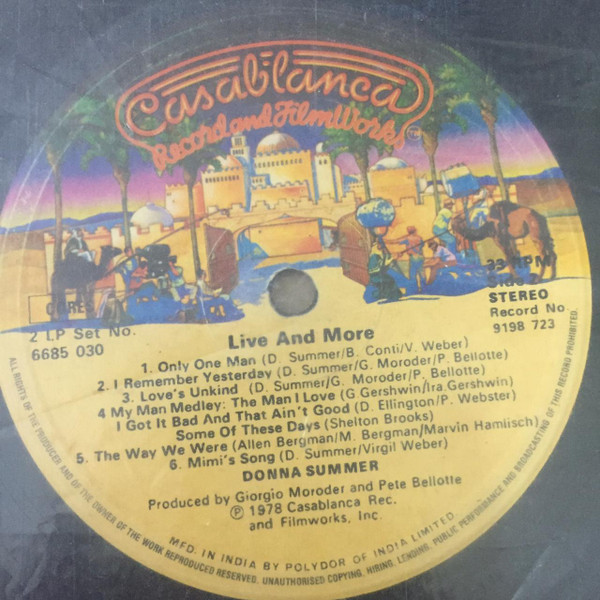 Casablanca
Record and FilmWorks
TM
33 RPM
STEREO
Record No.
9198 723
2 LP Set No.
6685 030
Live And More
1. Only One Man (D. Summer/B. Conti/V. Weber)
2. I Remember Yesterday (D. Summer/G. Moroder/P. Bellotte)
3. Love's Unkind (D. Summer/G. Moroder/P. Bellotte)
4 My Man Medley: The Man I Love (G Gershwin/Ira.Gershwin)
I Got It Bad And That Ain't Good (D. Ellington/P. Webster)
Some Of These Days (Shelton Brooks)
5. The Way We Were (Allen Bergman/M. Bergman/Marvin Hamlisch)
6. Mimi's Song (D. Summer/Virgil Weber)
DONNA SUMMER
Produced by Giorgio Moroder and Pete Bellotte
℗ 1978 Casablanca Rec.
and Filmworks, Inc.
MFD. IN INDIA BY POLYDOR OF INDIA LIMITED
ALL RIGHTS OF THE PRODUCER AND OF THE OWNER OF THE WORK REPRODUCED RESERVED. UNAUTHORISED COPYING, HIRING, LENDING, PUBLIC PERFORMANCE AND BROADCASTING OF THIS RECORD PROHIBITED.